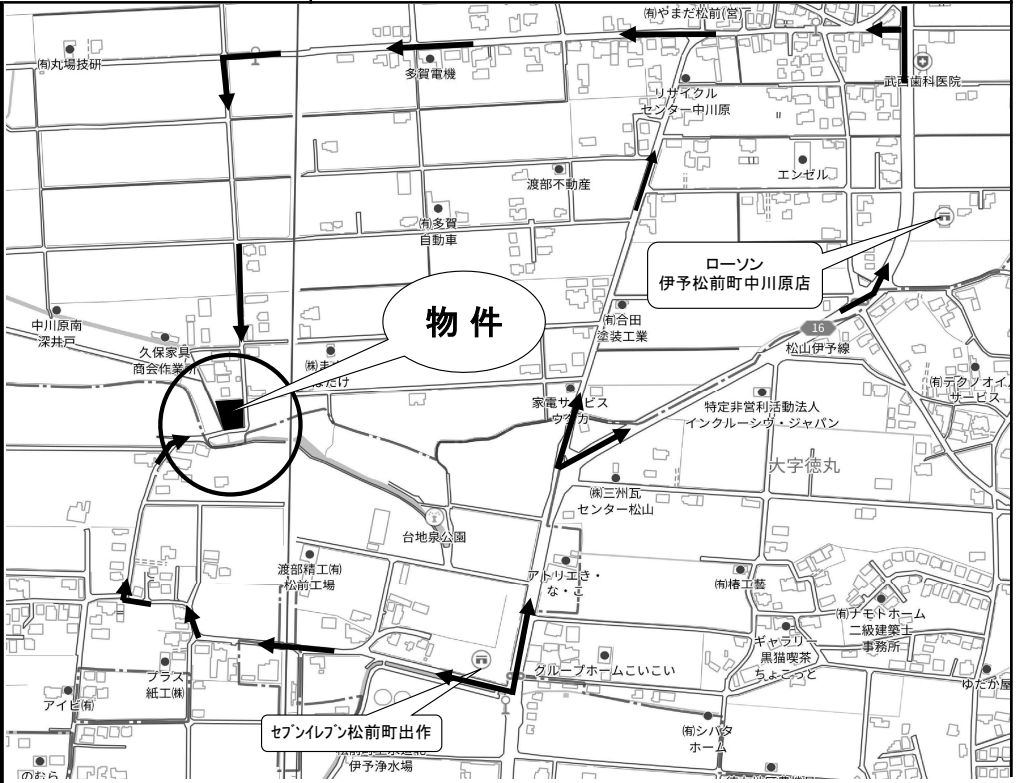 ㈲やまだ松前(営)
㈲丸場技研
多賀電機
武西歯科医院
リサイクル
センター中川原
エンゼル
渡部不動産
㈲多賀
自動車
ローソン
伊予松前町中川原店
物件
中川原南
深井戸
久保家具
商会作業所
㈲合田
塗装工業
16
松山伊予線
㈲テクノオイル
サービス
家電サービス
特定非営利活動法人
インクルーシヴ・ジャパン
大字徳丸
㈱三州瓦
センター松山
台地泉公園
渡部精工㈲
松前工場
アトリエき・
な・こ
㈲椿工藝
㈲ナモトホーム
二級建築士
事務所
ギャラリー
黒猫喫茶
ちょこっと
グループホームこいこい
ゆたか屋
プラス
紙工㈱
アイビ㈲
セブンイレブン松前町出作
㈲シバタ
ホーム
伊予浄水場
のむら